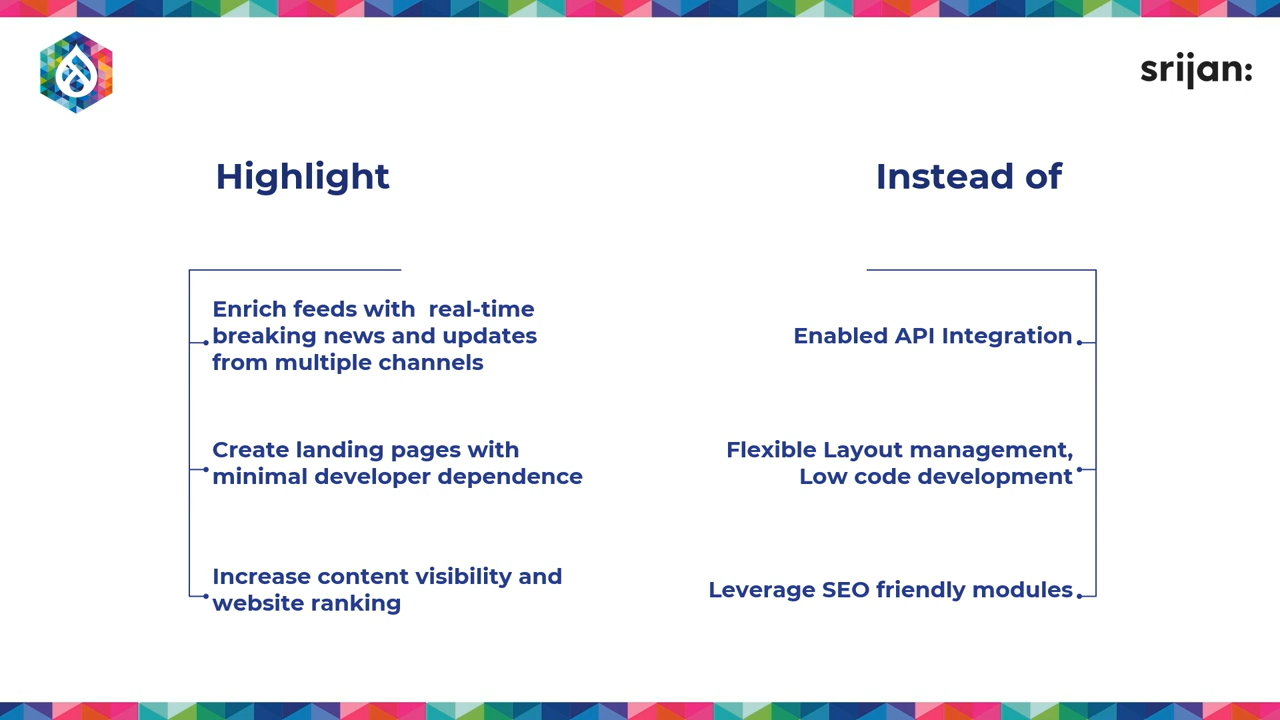 srijan:
Highlight
Instead of
Enrich feeds with  real-time
breaking news and updates
from multiple channels
Enabled API Integration
Create landing pages with
minimal developer dependence
Flexible Layout management,
Low code development
Increase content visibility and
website ranking
Leverage SEO friendly modules